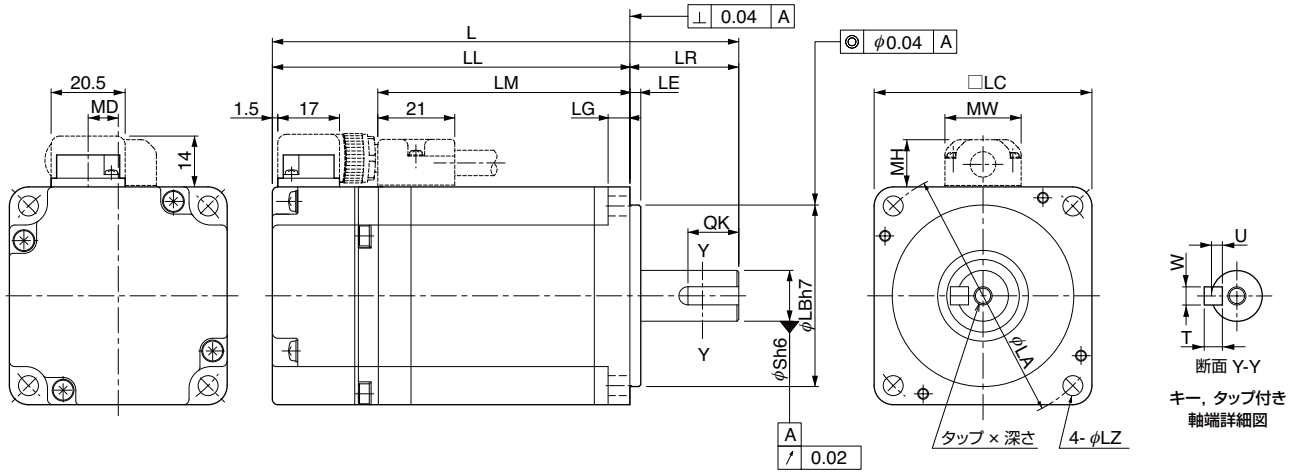 ⊥ 0.04 A
L
◎ φ0.04 A
LL
LR
20.5
LM
LE
□LC
MD
1.5
17
21
LG
MW
14
MH
QK
Y
U
W
φLBh7
φSh6
Y
φLA
T
断面 Y-Y
キー, タップ付き
軸端詳細図
A
タップ × 深さ
4- φLZ
↗ 0.02